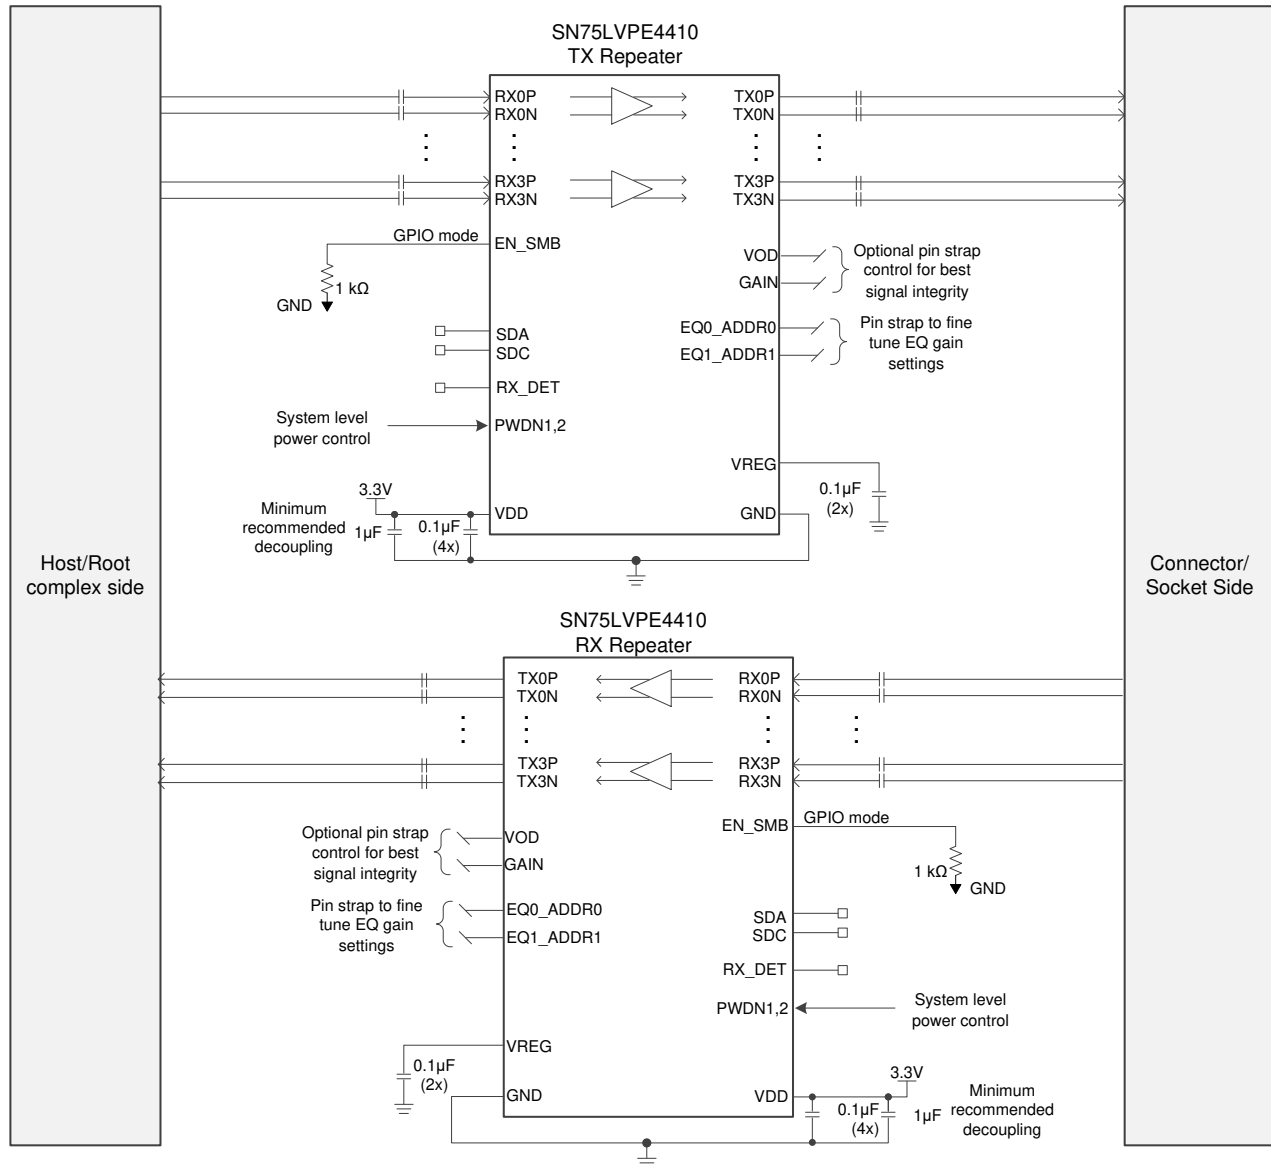 SN75LVPE4410
TX Repeater
RX0P
RX0N
TX0P
TX0N
RX3P
RX3N
TX3P
TX3N
GPIO mode
EN_SMB
1 kΩ
GND
VOD
GAIN
Optional pin strap
control for best
signal integrity
EQ0_ADDR0
EQ1_ADDR1
Pin strap to fine
tune EQ gain
settings
SDA
SDC
RX_DET
System level
power control
PWDN1,2
VREG
0.1µF
(2x)
3.3V
VDD
GND
Minimum
recommended
decoupling
1µF
0.1µF
(4x)
Host/Root
complex side
Connector/
Socket Side
SN75LVPE4410
RX Repeater
TX0P
TX0N
RX0P
RX0N
TX3P
TX3N
RX3P
RX3N
EN_SMB
GPIO mode
1 kΩ
GND
Optional pin strap
control for best
signal integrity
VOD
GAIN
Pin strap to fine
tune EQ gain
settings
EQ0_ADDR0
EQ1_ADDR1
SDA
SDC
RX_DET
PWDN1,2
System level
power control
VREG
0.1µF
(2x)
GND
VDD
3.3V
0.1µF
(4x)
1µF
Minimum
recommended
decoupling